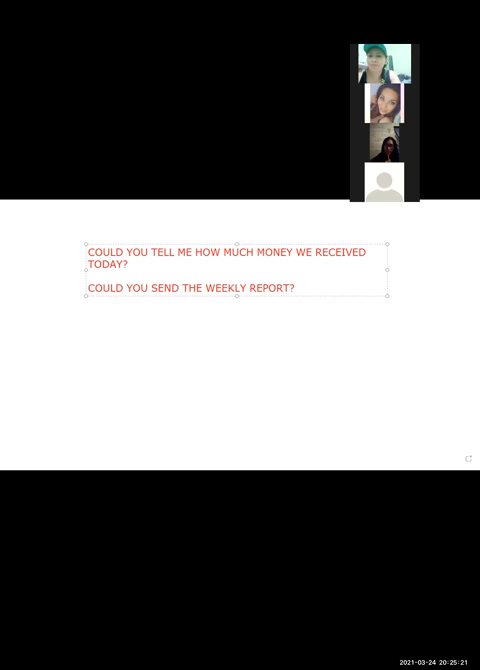 COULD YOU TELL ME HOW MUCH MONEY WE RECEIVED
TODAY?
COULD YOU SEND THE WEEKLY REPORT?
2021-03-24 20:25:21